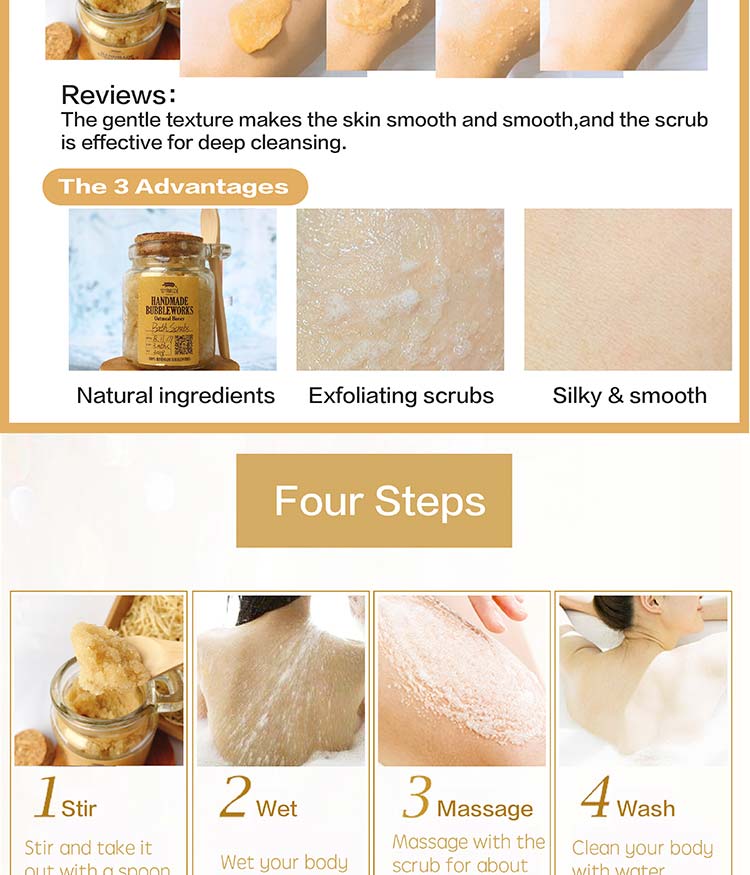 Reviews:
The gentle texture makes the skin smooth and smooth,and the scrub
is effective for deep cleansing.
The 3 Advantages
HANDMADE
BUBBLEWORKS
Oatmeal Honey
Bath Scrubs
Natural ingredients
Exfoliating scrubs
Silky & smooth
Four Steps
1 Stir
Stir and take it
out with a spoon
2 Wet
Wet your body
3 Massage
Massage with the
scrub for about
4 Wash
Clean your body
with water